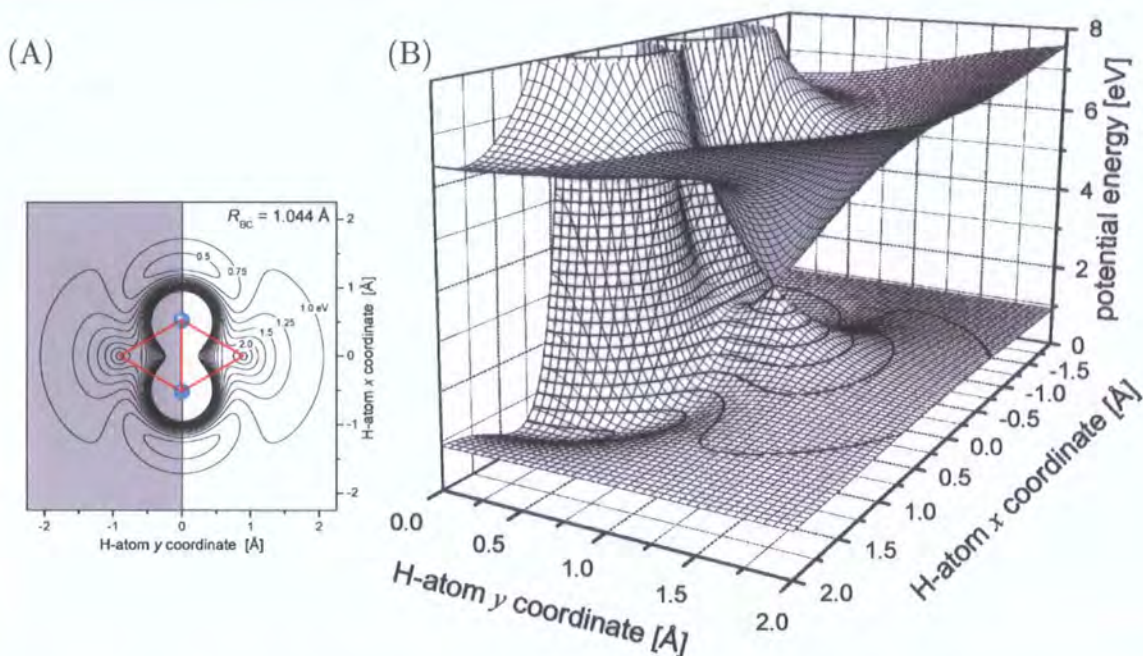 (A)
R_BC = 1.044 Å
0.5
0.75
1.0 eV
1.25
1.5
2.0
2
1
0
-1
-2
H-atom x coordinate [Å]
-2 -1 0 1 2
H-atom y coordinate [Å]
(B)
8
6
4
2
0
potential energy [eV]
-1.5
-1.0
-0.5
0.0
0.5
1.0
1.5
2.0
H-atom x coordinate [Å]
0.0
0.5
1.0
1.5
2.0
H-atom y coordinate [Å]